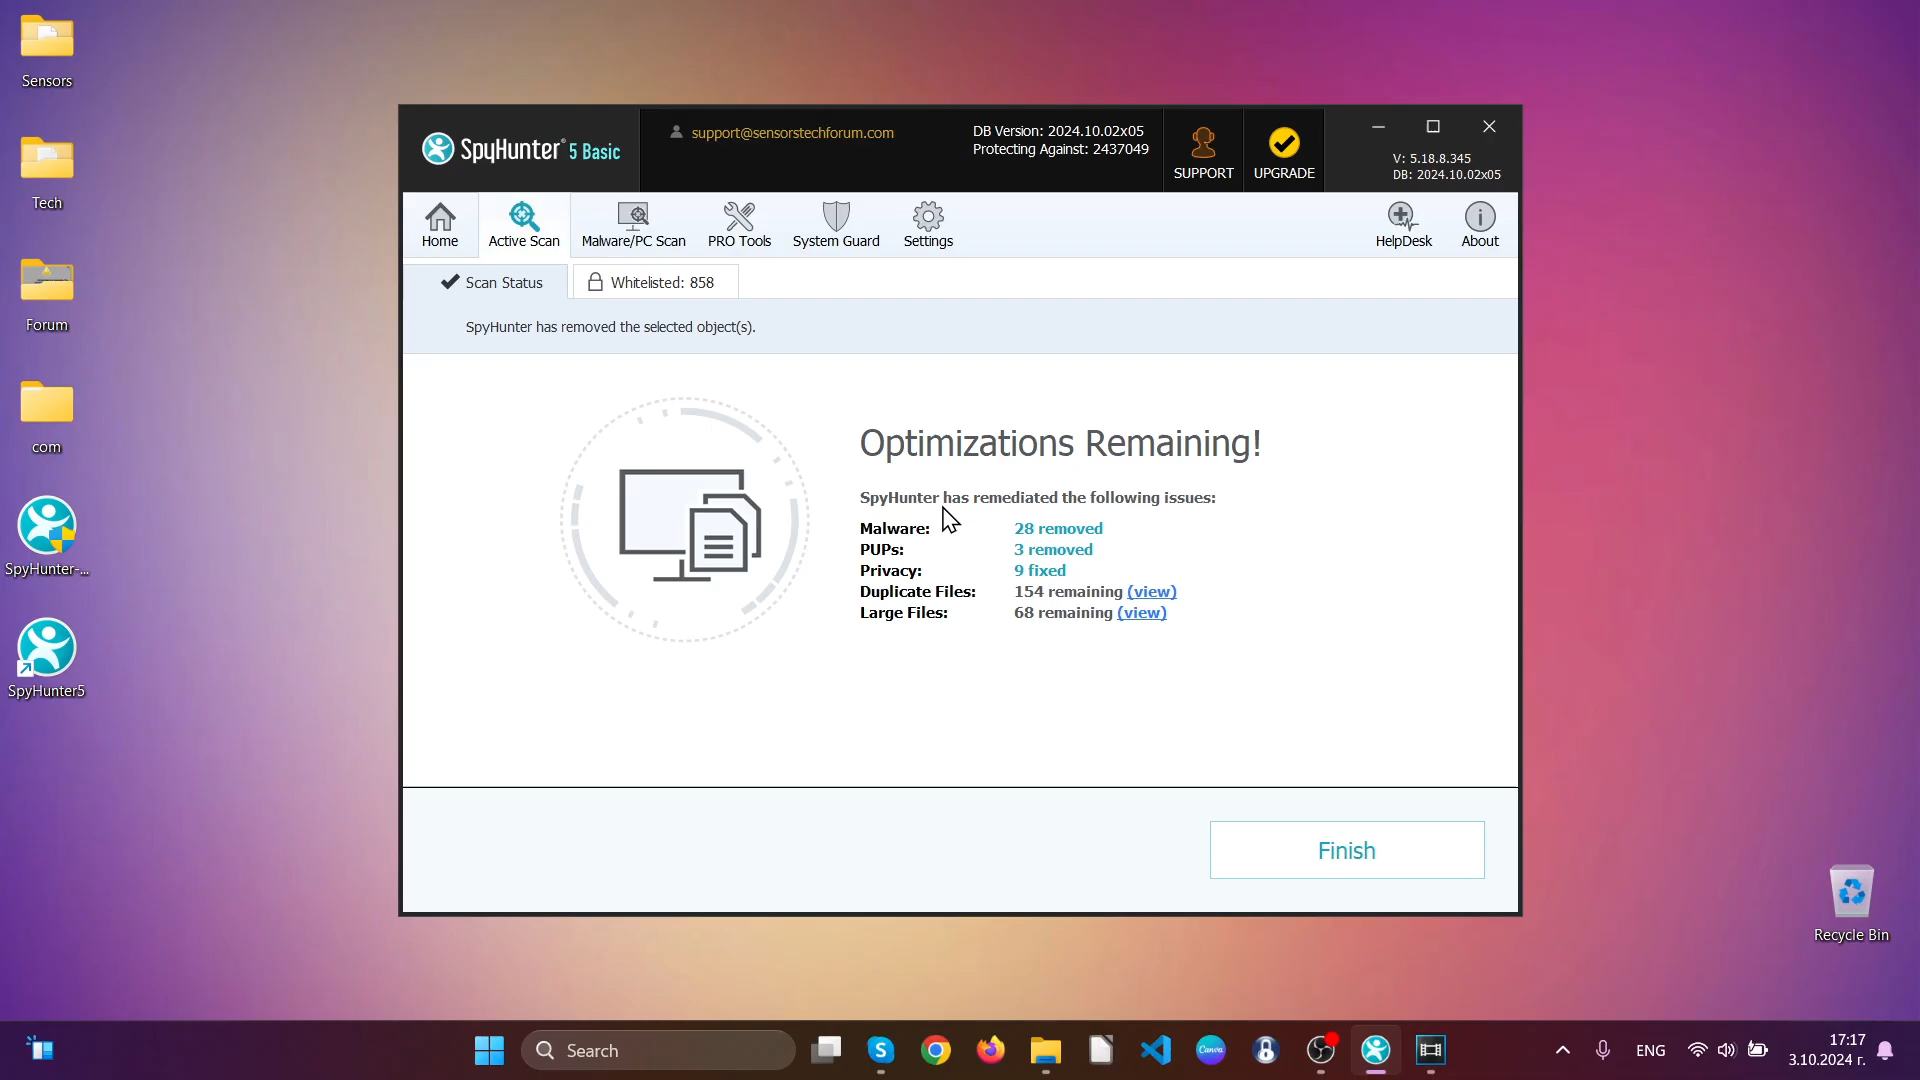 Sensors
Tech
Forum
com
SpyHunter-...
SpyHunter5
SpyHunter® 5 Basic
support@sensorstechforum.com
DB Version: 2024.10.02x05
Protecting Against: 2437049
SUPPORT
UPGRADE
V: 5.18.8.345
DB: 2024.10.02x05
Home
Active Scan
Malware/PC Scan
PRO Tools
System Guard
Settings
HelpDesk
About
Scan Status
Whitelisted: 858
SpyHunter has removed the selected object(s).
Optimizations Remaining!
SpyHunter has remediated the following issues:
Malware: 28 removed
PUPs: 3 removed
Privacy: 9 fixed
Duplicate Files: 154 remaining (view)
Large Files: 68 remaining (view)
Finish
Recycle Bin
Search
Canva
ENG
17:17
3.10.2024 г.